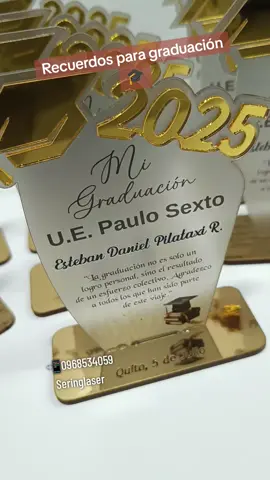 Recuerdos para graduación
🎓
2025
Mi
Graduación
U.E. Paulo Sexto
Esteban Daniel Pilataxi R.
"La graduación no es solo un
logro personal, sino el resultado
de un esfuerzo colectivo. Agradezco
a todos los que han sido parte
de este viaje."
0968534059
Seringlaser
Quito, 5 de